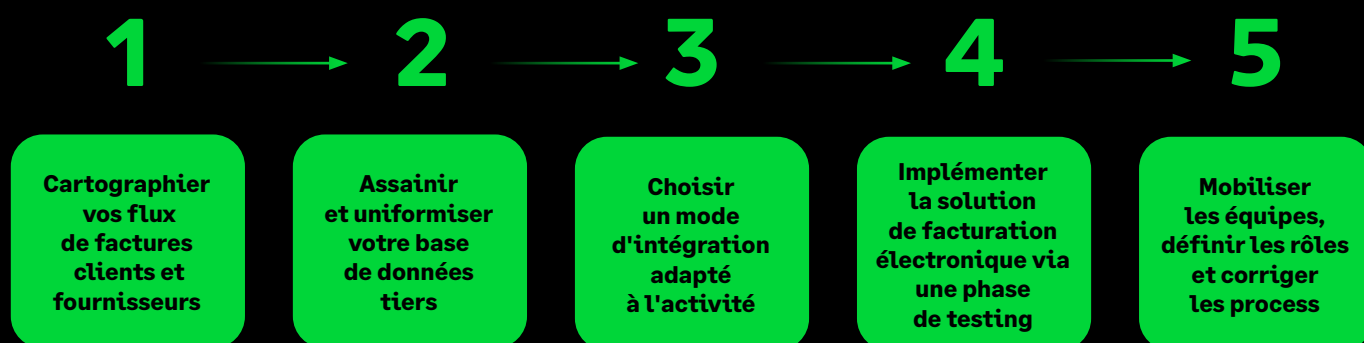 1
2
3
4
5
Cartographier
vos flux
de factures
clients et
fournisseurs
Assainir
et uniformiser
votre base
de données
tiers
Choisir
un mode
d'intégration
adapté
à l'activité
Implémenter
la solution
de facturation
électronique via
une phase
de testing
Mobiliser
les équipes,
définir les rôles
et corriger
les process